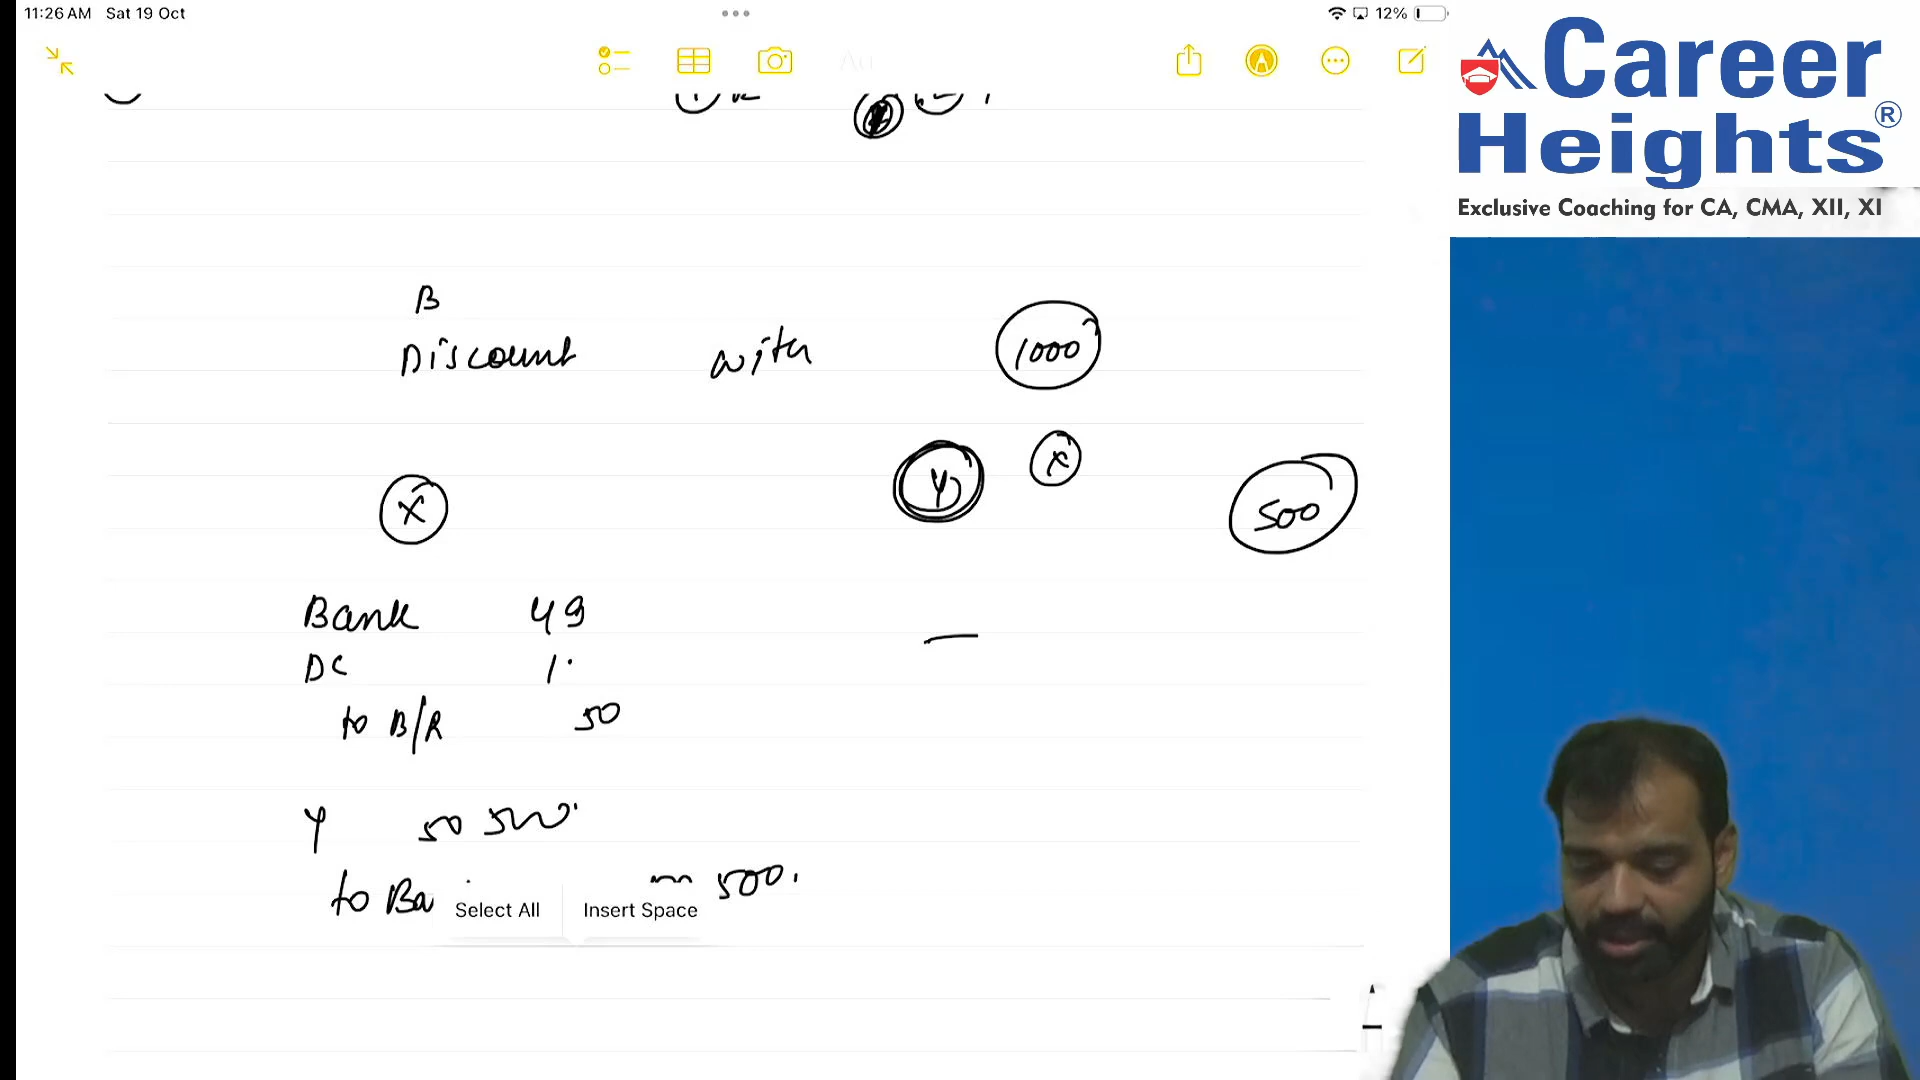 11:26 AM Sat 19 Oct
12%
Career
Heights®
Exclusive Coaching for CA, CMA, XII, XI
B
Discount with 1000
X Y X 500
Bank 49
DC 1.
to B/R 50
Y 50 500
to Ba 500.
Select All Insert Space